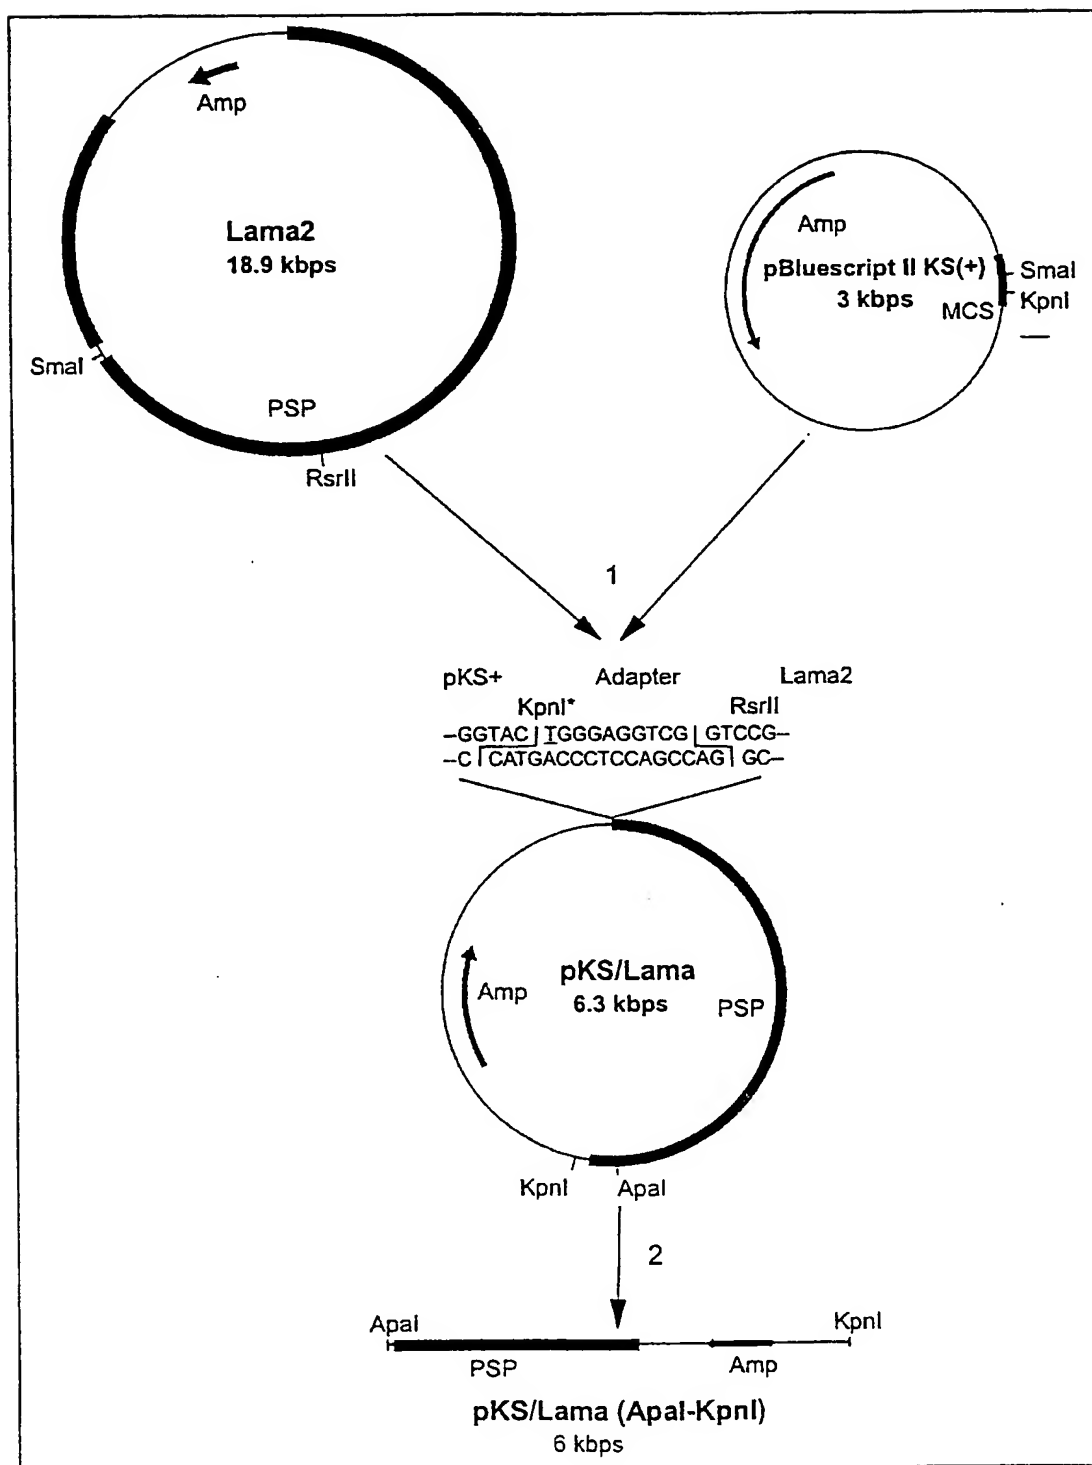 Amp
Lama2
18.9 kbps
SmaI
PSP
RsrII
Amp
pBluescript II KS(+)
3 kbps
SmaI
KpnI
MCS
1
pKS+ Adapter Lama2
KpnI* RsrII
–GGTAC TGGGAGGTCG GTCCG–
–C CATGACCCTCCAGCCAG GC–
pKS/Lama
6.3 kbps
Amp
PSP
KpnI
ApaI
2
ApaI
KpnI
PSP
Amp
pKS/Lama (ApaI-KpnI)
6 kbps